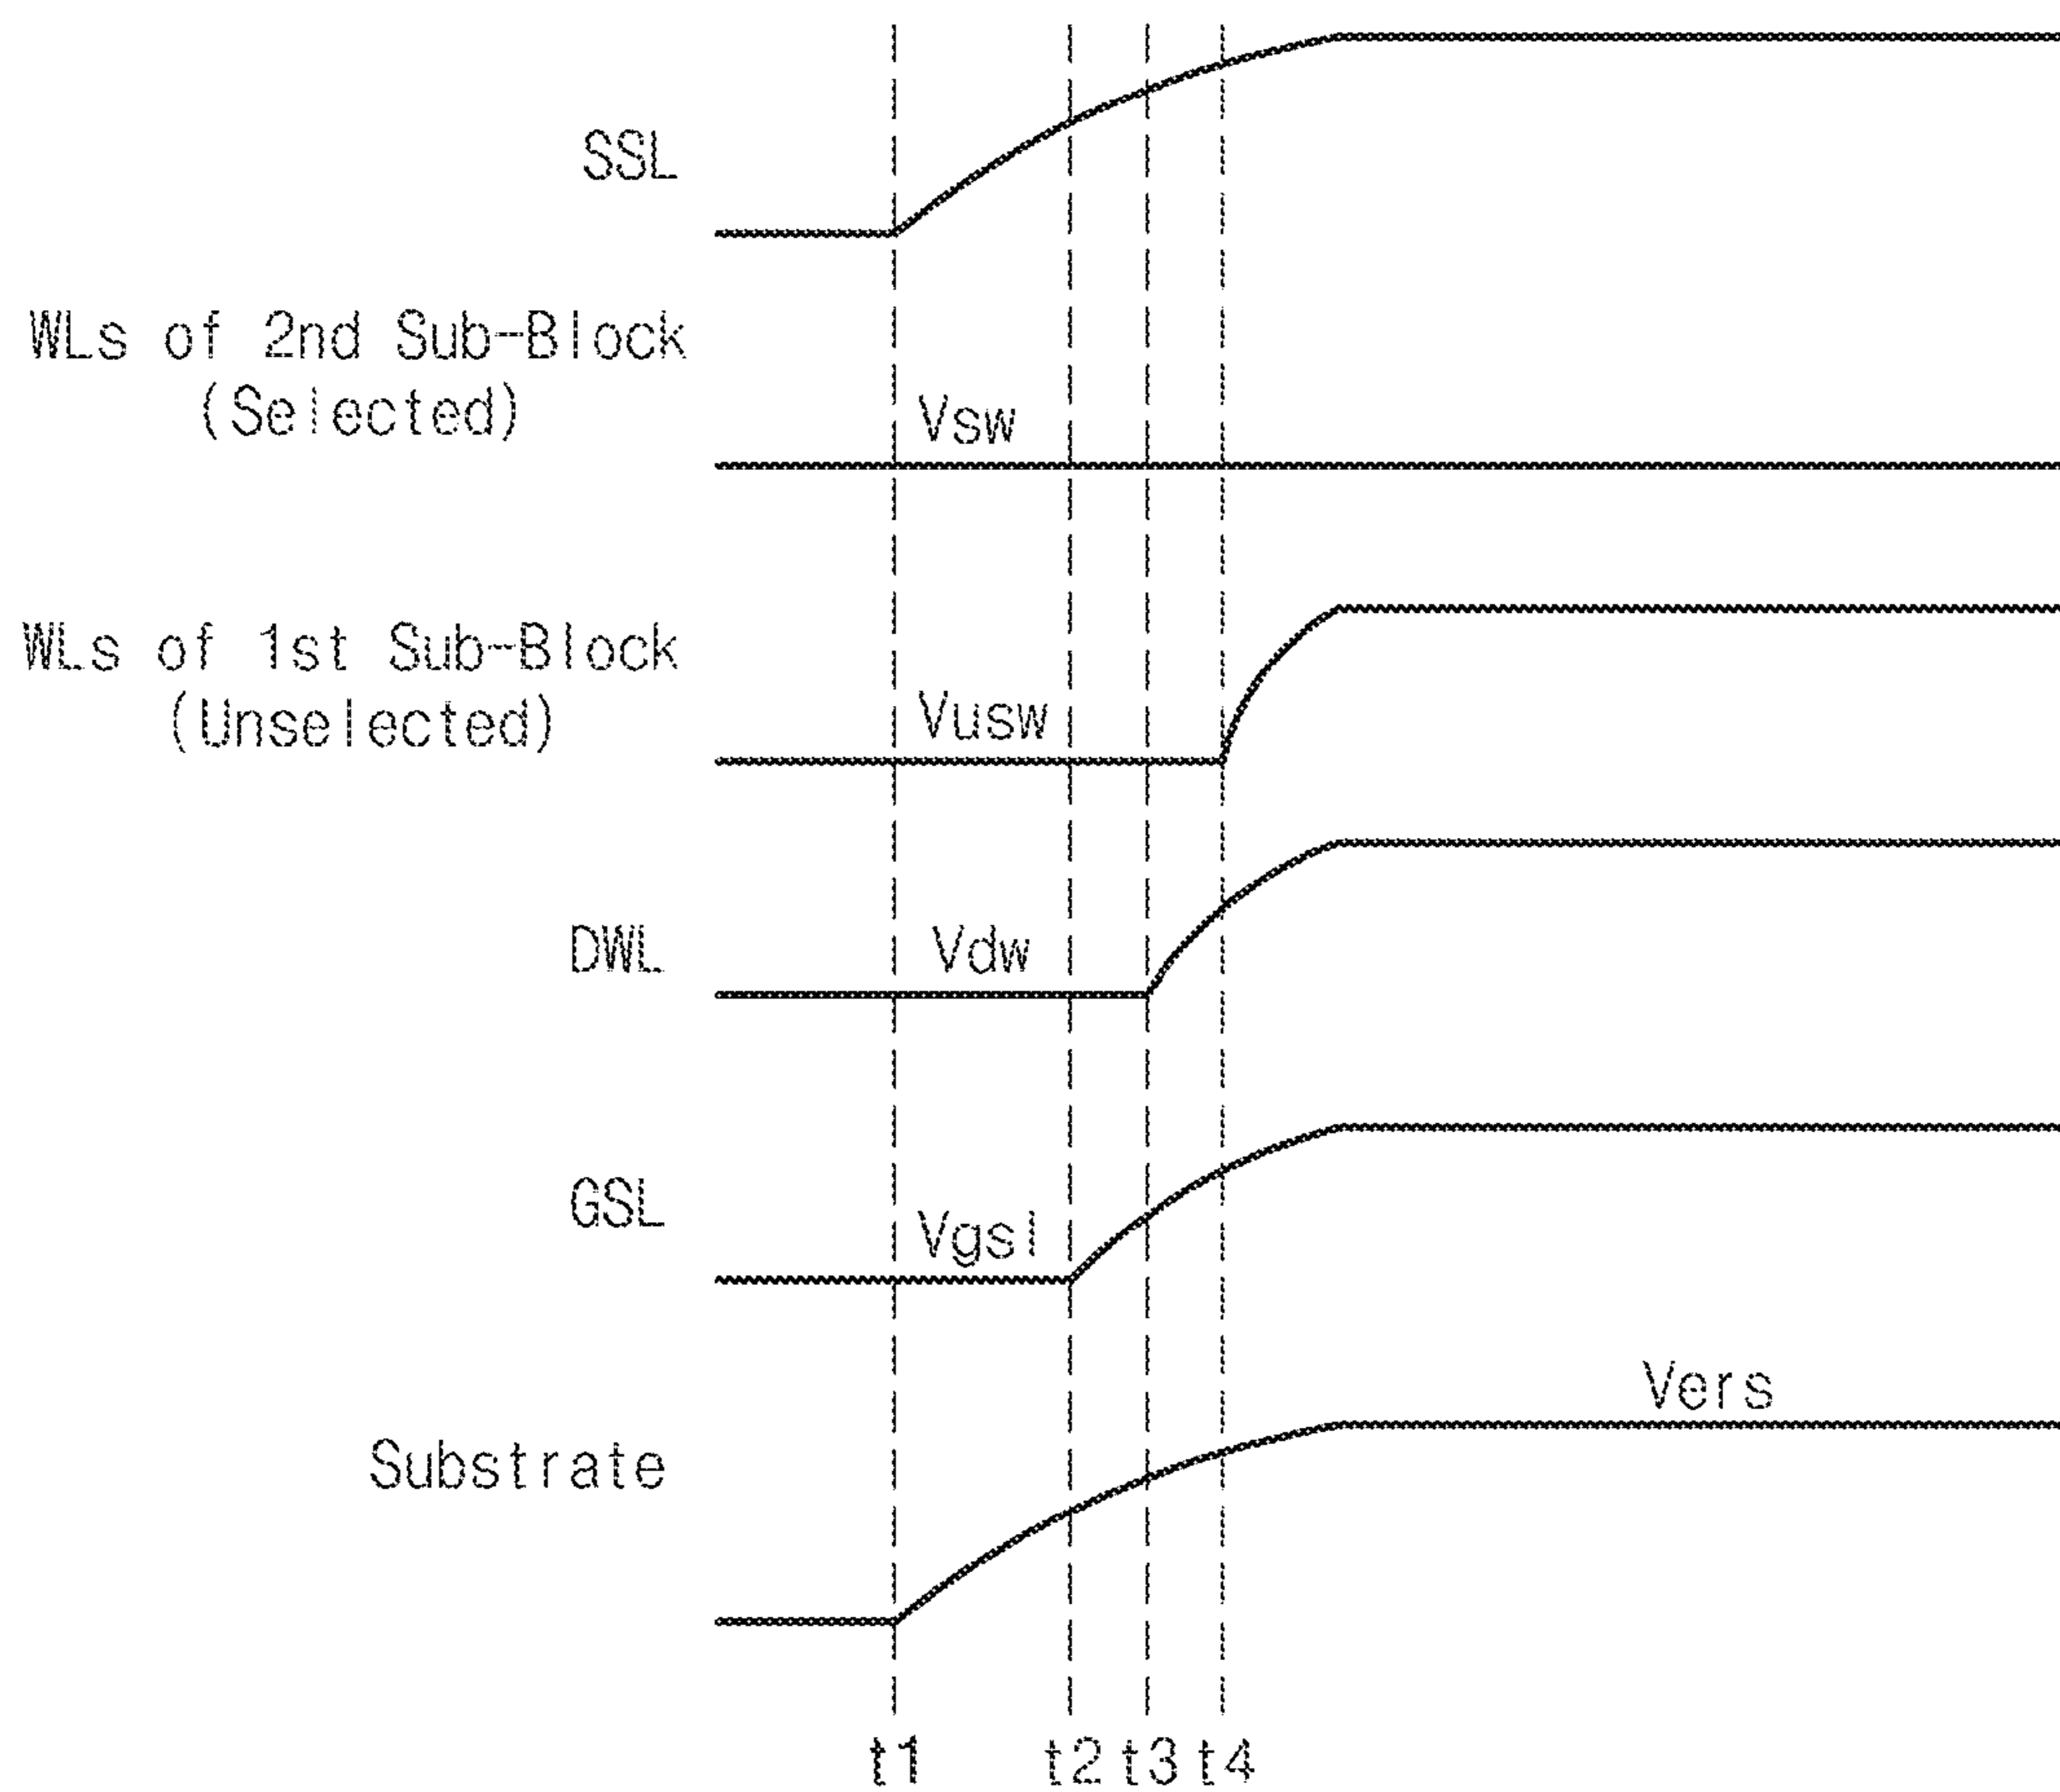 SSL
WLs of 2nd Sub-Block
(Selected)
Vsw
WLs of 1st Sub-Block
(Unselected)
Vusw
DWL
Vdw
GSL
Vgsl
Vers
Substrate
t1 t2 t3 t4